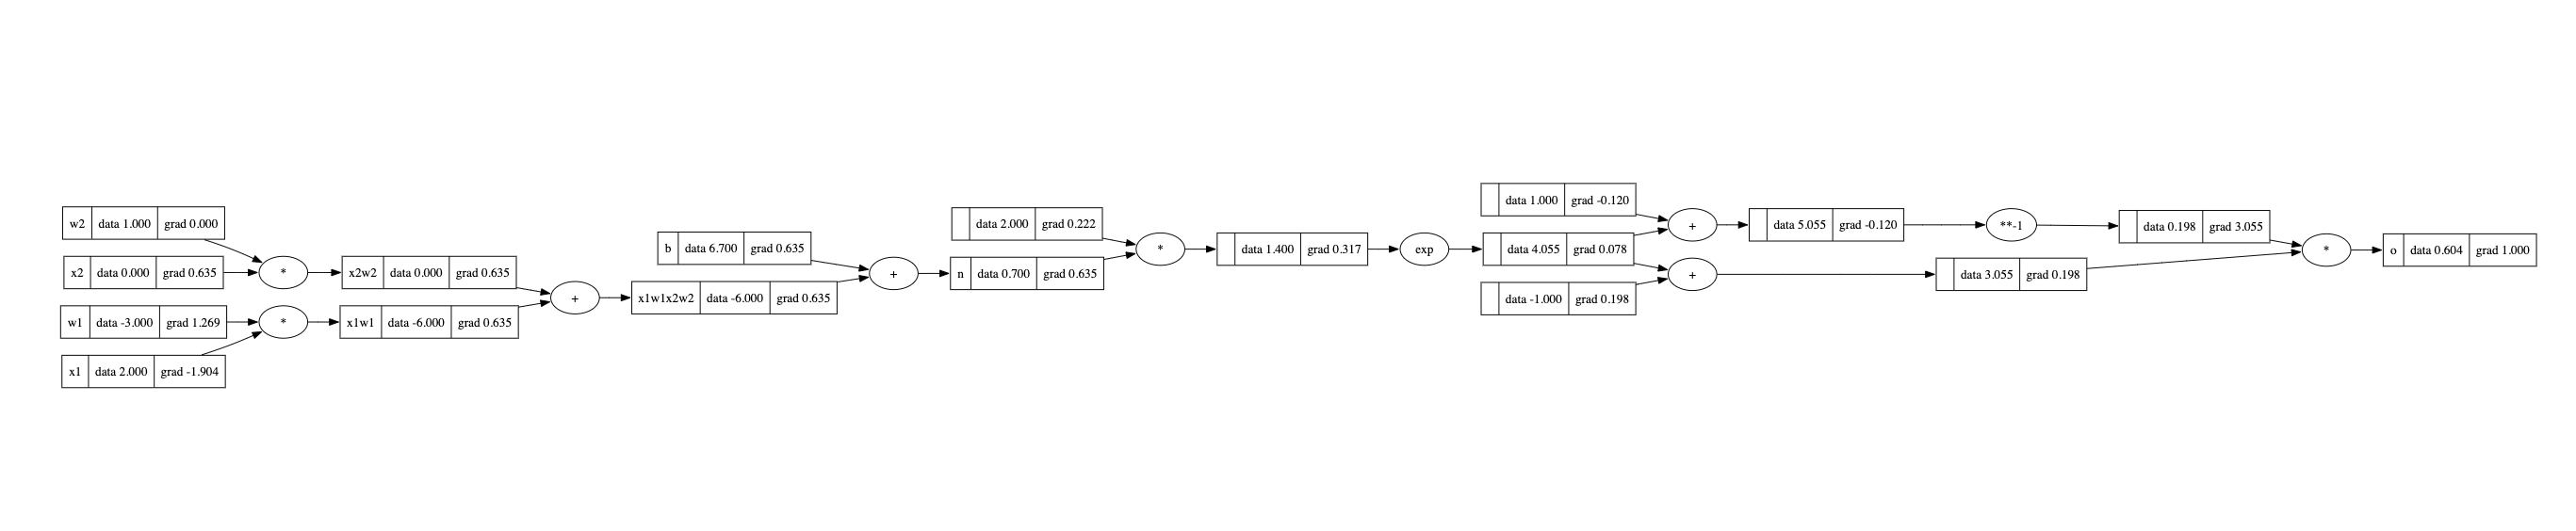 w2 data 1.000 grad 0.000
x2 data 0.000 grad 0.635
w1 data -3.000 grad 1.269
x1 data 2.000 grad -1.904
*
*
x2w2 data 0.000 grad 0.635
x1w1 data -6.000 grad 0.635
+
b data 6.700 grad 0.635
x1w1x2w2 data -6.000 grad 0.635
+
data 2.000 grad 0.222
n data 0.700 grad 0.635
*
data 1.400 grad 0.317
exp
data 1.000 grad -0.120
data 4.055 grad 0.078
data -1.000 grad 0.198
+
+
data 5.055 grad -0.120
**-1
data 3.055 grad 0.198
data 0.198 grad 3.055
*
o data 0.604 grad 1.000